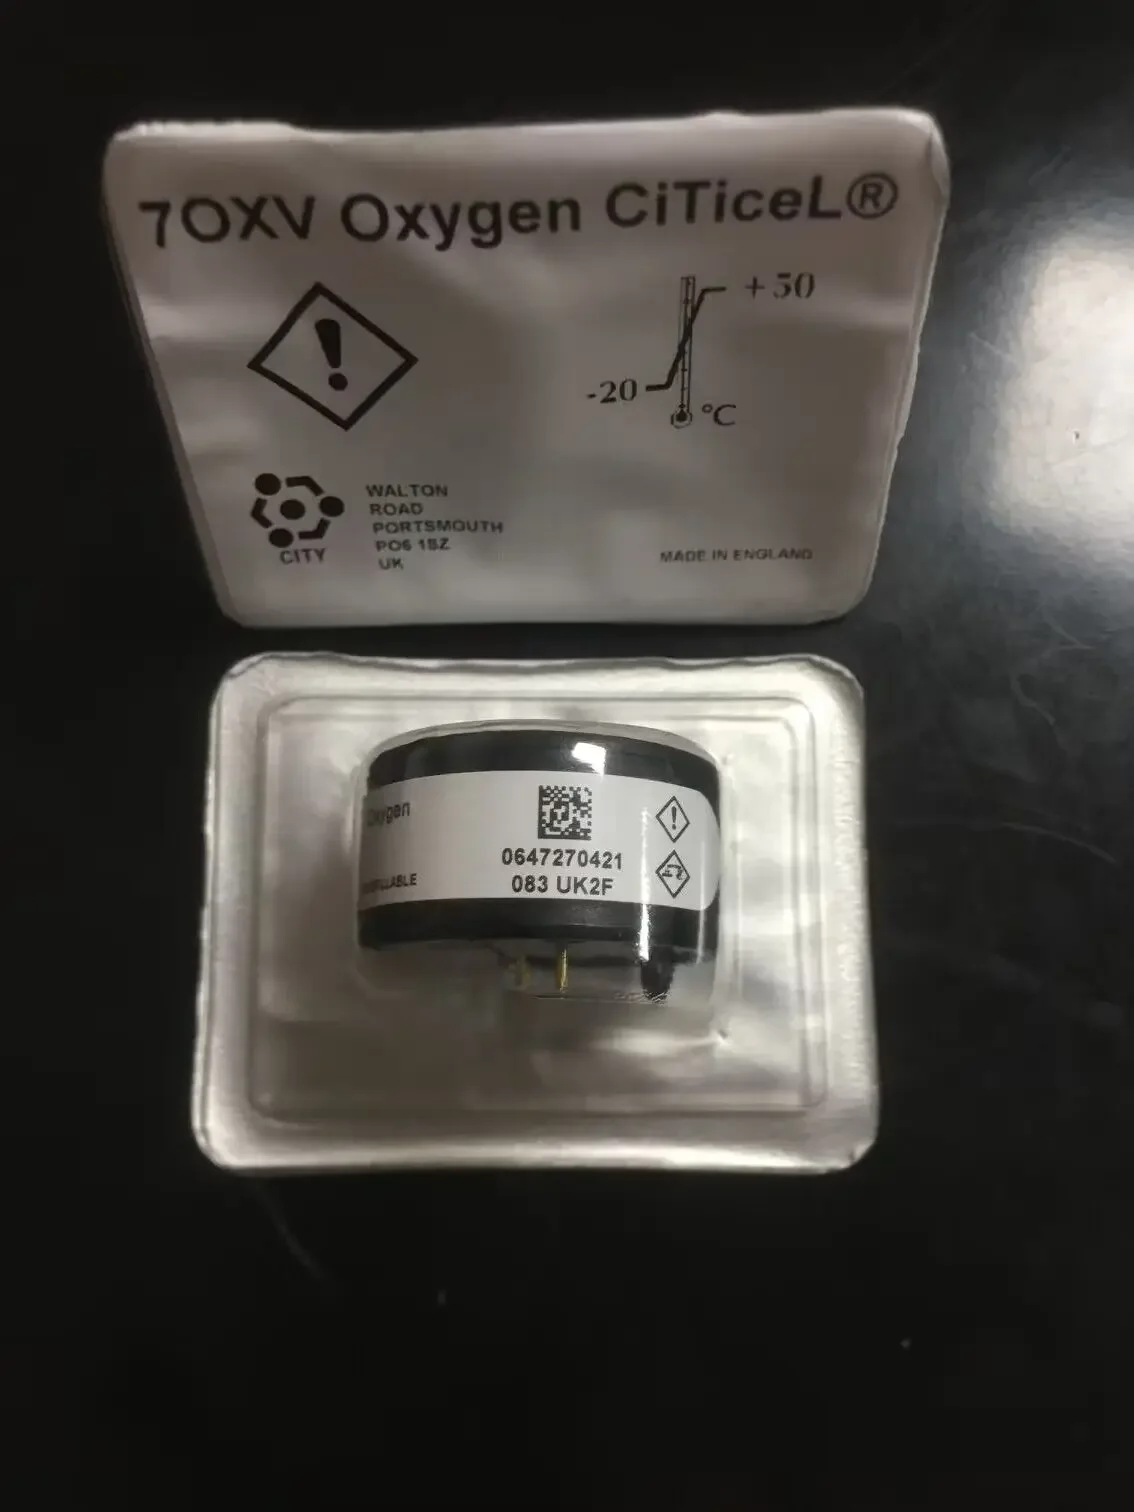 7OXV Oxygen CiTiceL®
+50
-20
°C
WALTON
ROAD
PORTSMOUTH
PO6 1SZ
UK
CITY
MADE IN ENGLAND
Oxygen
0647270421
083 UK2F